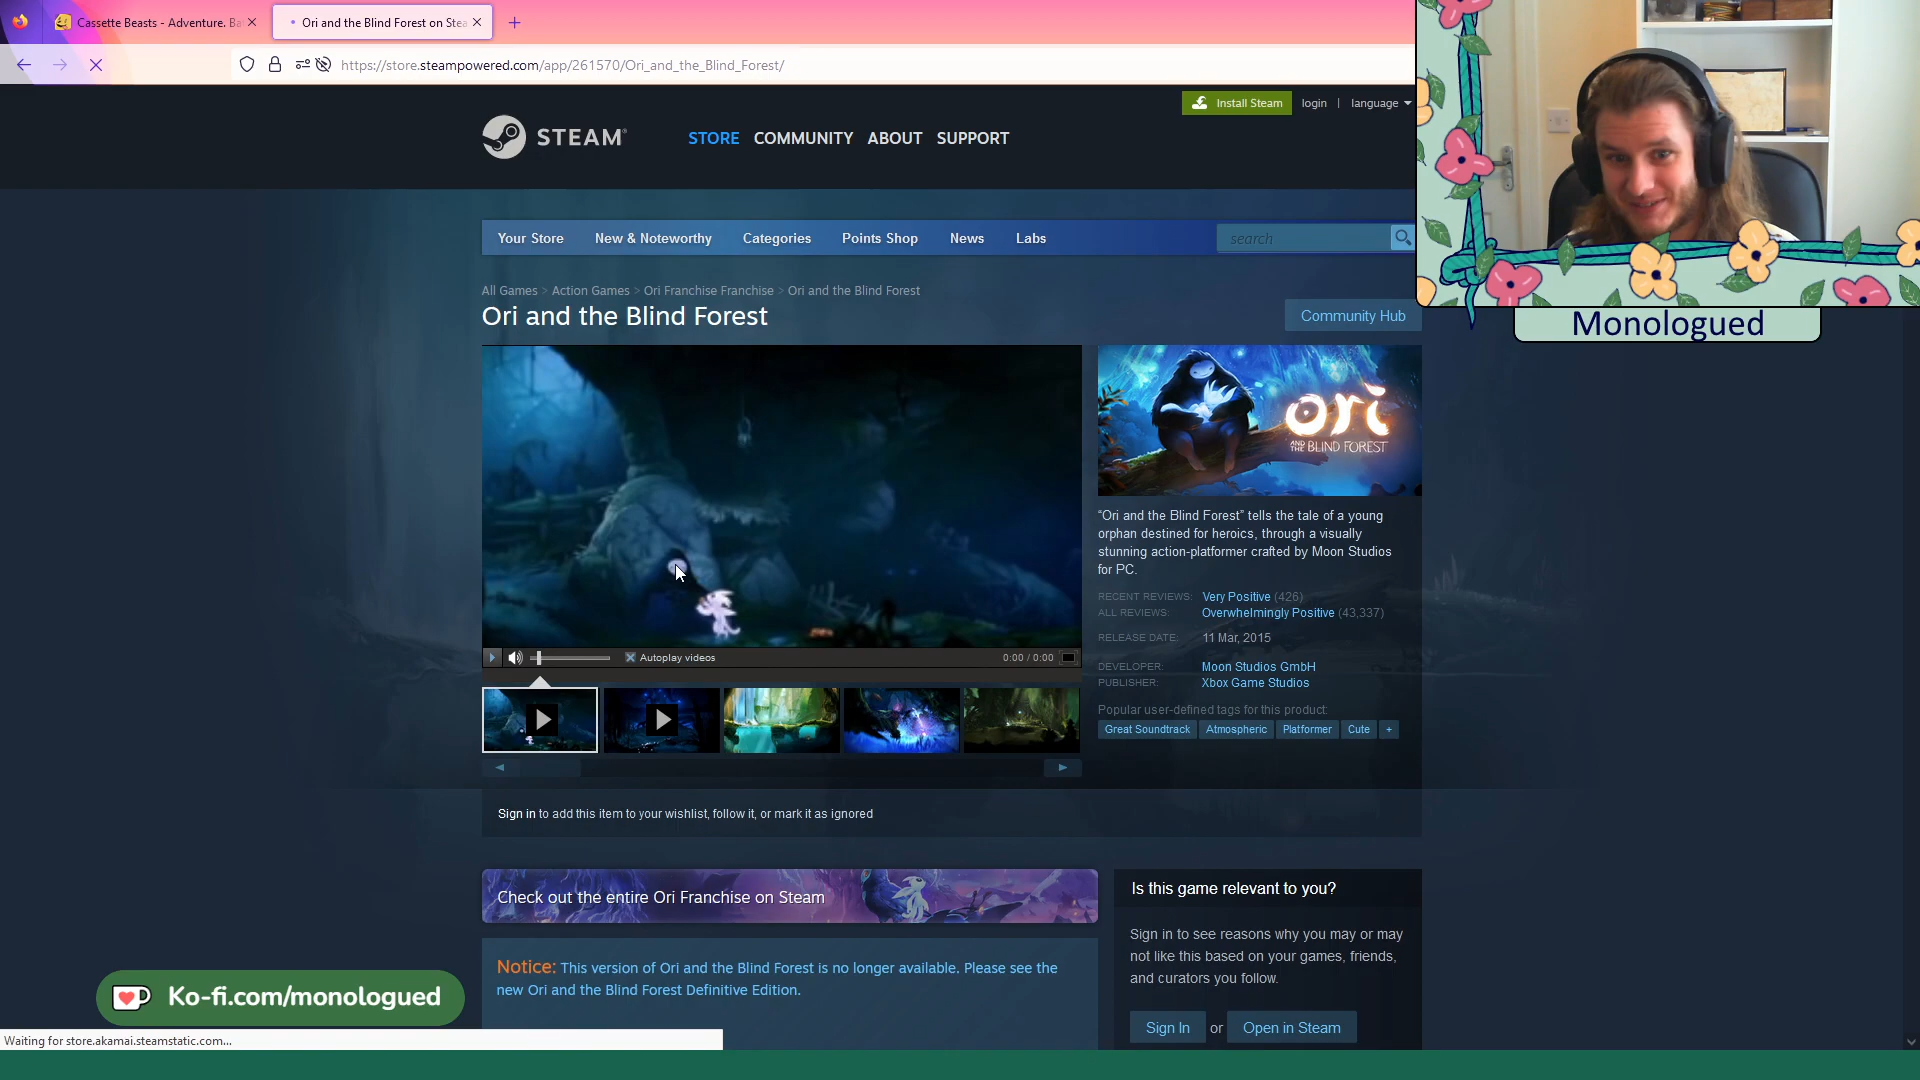 Cassette Beasts - Adventure. Ba
Ori and the Blind Forest on Stea
https://store.steampowered.com/app/261570/Ori_and_the_Blind_Forest/
Install Steam login | language
STEAM®
STORE COMMUNITY ABOUT SUPPORT
Your Store New & Noteworthy Categories Points Shop News Labs search
All Games > Action Games > Ori Franchise Franchise > Ori and the Blind Forest
Ori and the Blind Forest
Community Hub
Monologued
ori
AND THE BLIND FOREST
“Ori and the Blind Forest” tells the tale of a young
orphan destined for heroics, through a visually
stunning action-platformer crafted by Moon Studios
for PC.
RECENT REVIEWS: Very Positive (426)
ALL REVIEWS: Overwhelmingly Positive (43,337)
RELEASE DATE: 11 Mar, 2015
DEVELOPER: Moon Studios GmbH
PUBLISHER: Xbox Game Studios
Popular user-defined tags for this product:
Great Soundtrack Atmospheric Platformer Cute +
Autoplay videos 0:00 / 0:00
Sign in to add this item to your wishlist, follow it, or mark it as ignored
Check out the entire Ori Franchise on Steam
Notice: This version of Ori and the Blind Forest is no longer available. Please see the
new Ori and the Blind Forest Definitive Edition.
Is this game relevant to you?
Sign in to see reasons why you may or may
not like this based on your games, friends,
and curators you follow.
Sign In or Open in Steam
Ko-fi.com/monologued
Waiting for store.akamai.steamstatic.com...